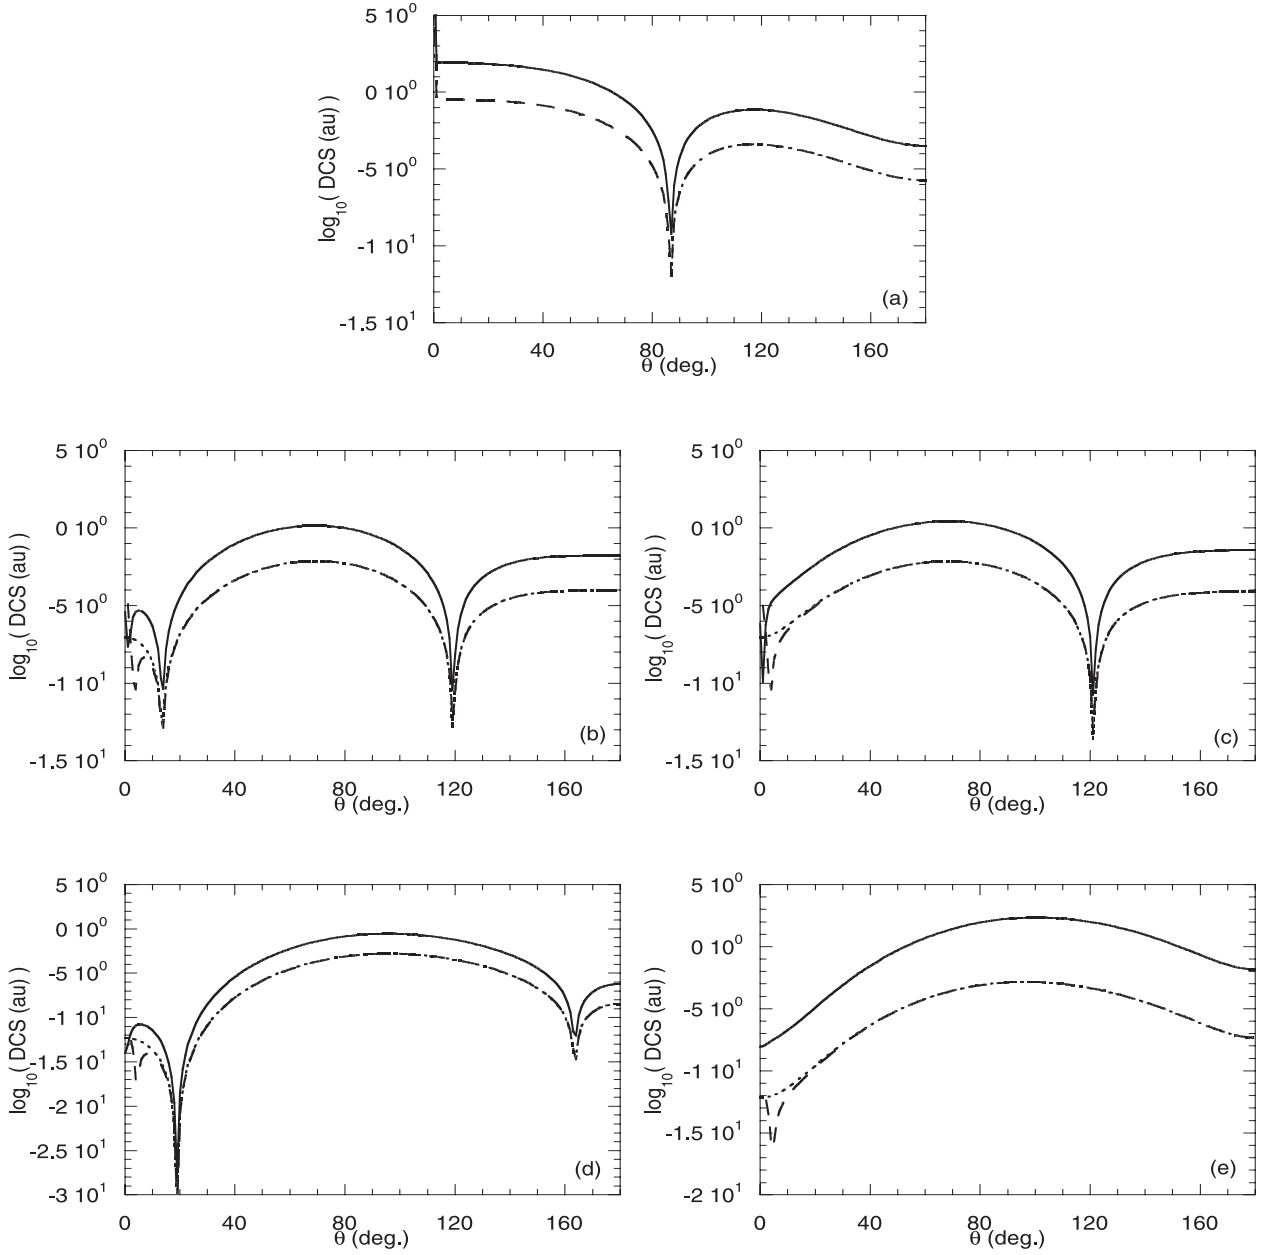 5 10⁰
0 10⁰
-5 10⁰
-1 10¹
-1.5 10¹
log₁₀( DCS (au) )
0 40 80 120 160
θ (deg.)
(a)
5 10⁰
0 10⁰
-5 10⁰
-1 10¹
-1.5 10¹
log₁₀( DCS (au) )
0 40 80 120 160
θ (deg.)
(b)
5 10⁰
0 10⁰
-5 10⁰
-1 10¹
-1.5 10¹
log₁₀( DCS (au) )
0 40 80 120 160
θ (deg.)
(c)
5 10⁰
0 10⁰
-5 10⁰
-1 10¹
-1.5 10¹
-2 10¹
-2.5 10¹
-3 10¹
log₁₀( DCS (au) )
0 40 80 120 160
θ (deg.)
(d)
5 10⁰
0 10⁰
-5 10⁰
-1 10¹
-1.5 10¹
-2 10¹
log₁₀( DCS (au) )
0 40 80 120 160
θ (deg.)
(e)